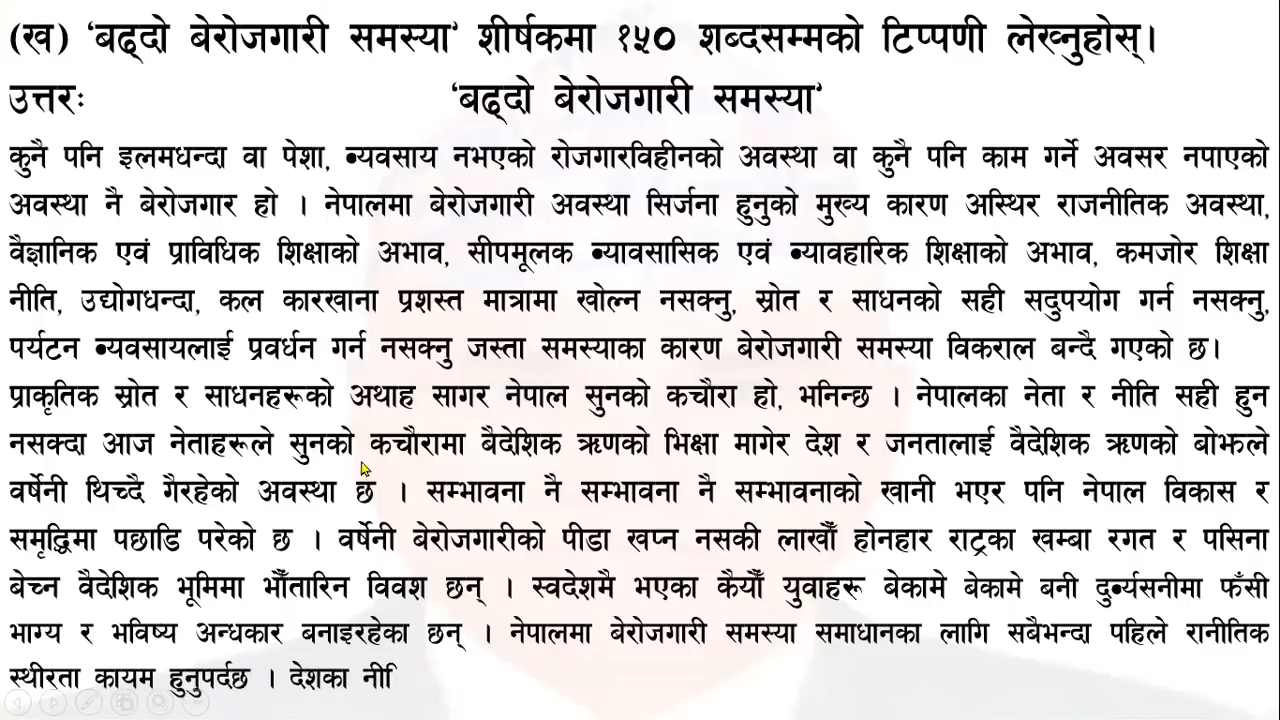 (ख) ‘बढ्दो बेरोजगारी समस्या’ शीर्षकमा १५० शब्दसम्मको टिप्पणी लेख्नुहोस्।
उत्तरः ‘बढ्दो बेरोजगारी समस्या’
कुनै पनि इलमधन्दा वा पेशा, व्यवसाय नभएको रोजगारविहीनको अवस्था वा कुनै पनि काम गर्ने अवसर नपाएको
अवस्था नै बेरोजगार हो । नेपालमा बेरोजगारी अवस्था सिर्जना हुनुको मुख्य कारण अस्थिर राजनीतिक अवस्था,
वैज्ञानिक एवं प्राविधिक शिक्षाको अभाव, सीपमूलक व्यावसासिक एवं व्यावहारिक शिक्षाको अभाव, कमजोर शिक्षा
नीति, उद्योगधन्दा, कल कारखाना प्रशस्त मात्रामा खोल्न नसक्नु, स्रोत र साधनको सही सदुपयोग गर्न नसक्नु,
पर्यटन व्यवसायलाई प्रवर्धन गर्न नसक्नु जस्ता समस्याका कारण बेरोजगारी समस्या विकराल बन्दै गएको छ।
प्राकृतिक स्रोत र साधनहरूको अथाह सागर नेपाल सुनको कचौरा हो, भनिन्छ । नेपालका नेता र नीति सही हुन
नसक्दा आज नेताहरूले सुनको कचौरामा बैदेशिक ऋणको भिक्षा मागेर देश र जनतालाई वैदेशिक ऋणको बोझले
वर्षेनी थिच्दै गैरहेको अवस्था छ । सम्भावना नै सम्भावना नै सम्भावनाको खानी भएर पनि नेपाल विकास र
समृद्धिमा पछाडि परेको छ । वर्षेनी बेरोजगारीको पीडा खप्न नसकी लाखौँ होनहार राट्रका खम्बा रगत र पसिना
बेच्न वैदेशिक भूमिमा भौँतारिन विवश छन् । स्वदेशमै भएका कैयौँ युवाहरू बेकामे बेकामे बनी दुर्व्यसनीमा फँसी
भाग्य र भविष्य अन्धकार बनाइरहेका छन् । नेपालमा बेरोजगारी समस्या समाधानका लागि सबैभन्दा पहिले रानीतिक
स्थीरता कायम हुनुपर्दछ । देशका नी